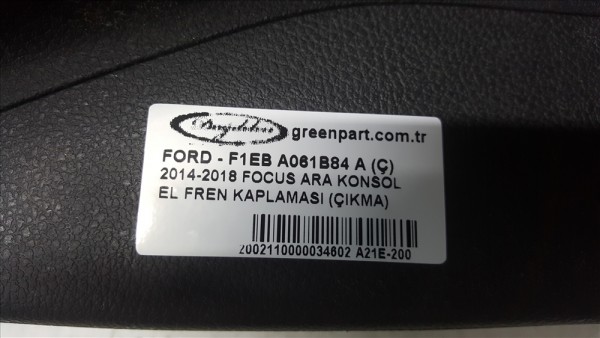 greenpart.com.tr
FORD - F1EB A061B84 A (Ç)
2014-2018 FOCUS ARA KONSOL
EL FREN KAPLAMASI (ÇIKMA)
2002110000034602 A21E-200